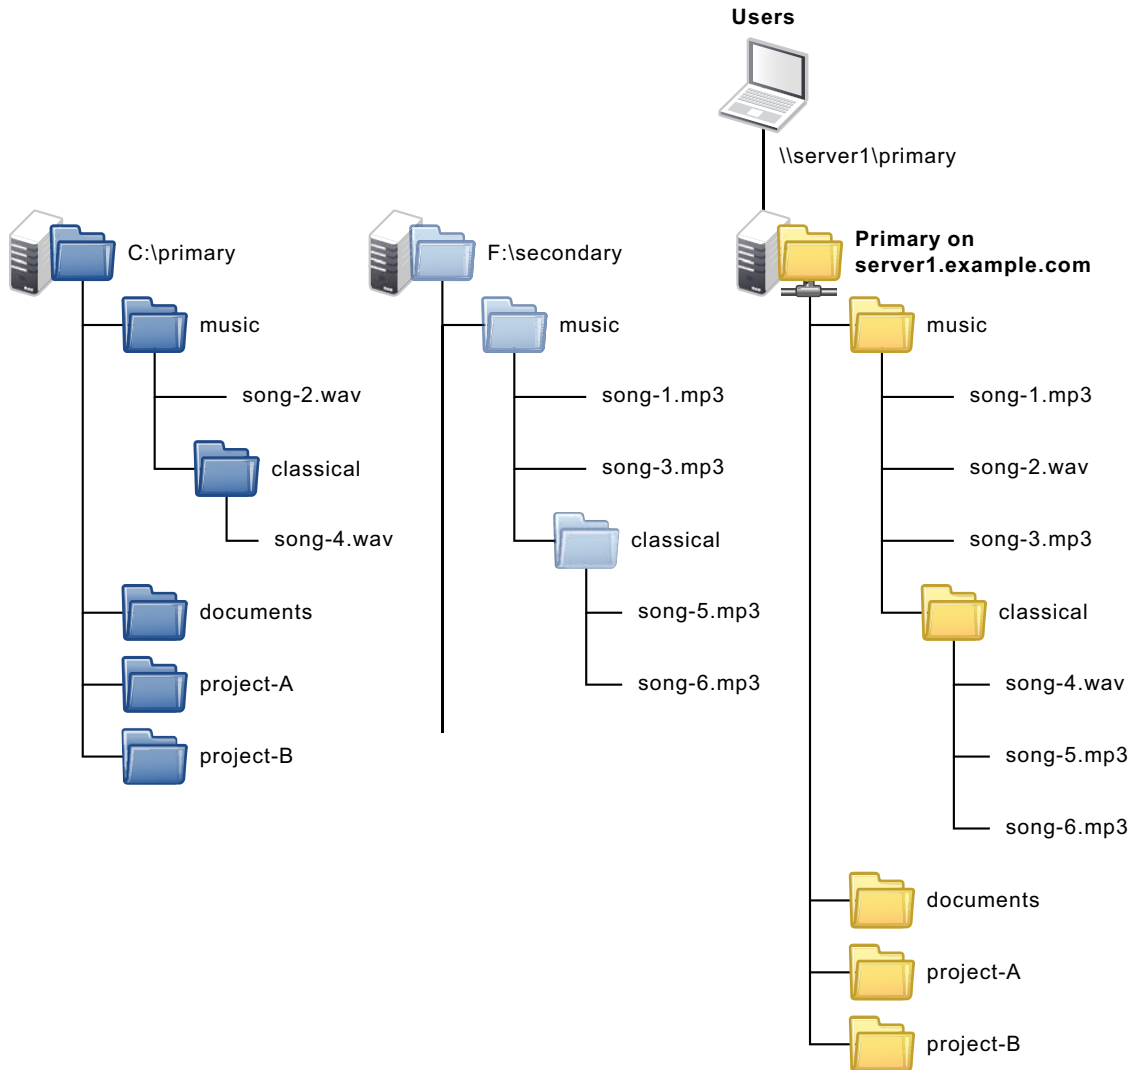 Users
\\server1\primary
C:\primary
music
song-2.wav
classical
song-4.wav
documents
project-A
project-B
F:\secondary
music
song-1.mp3
song-3.mp3
classical
song-5.mp3
song-6.mp3
Primary on
server1.example.com
music
song-1.mp3
song-2.wav
song-3.mp3
classical
song-4.wav
song-5.mp3
song-6.mp3
documents
project-A
project-B